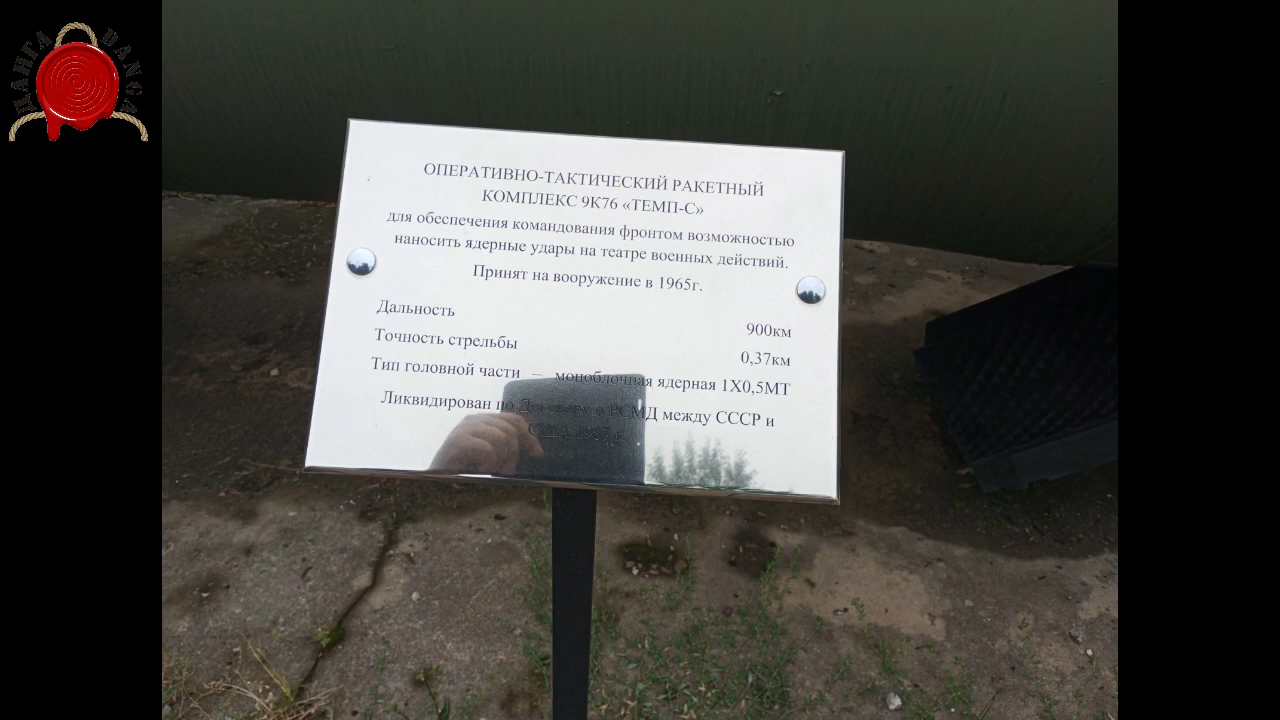 ОПЕРАТИВНО-ТАКТИЧЕСКИЙ РАКЕТНЫЙ
КОМПЛЕКС 9К76 «ТЕМП-С»
для обеспечения командования фронтом возможностью
наносить ядерные удары на театре военных действий.
Принят на вооружение в 1965г.
Дальность 900км
Точность стрельбы 0,37км
Тип головной части – моноблочная ядерная 1Х0,5МТ
Ликвидирован по Договору о РСМД между СССР и
США 1987 г.